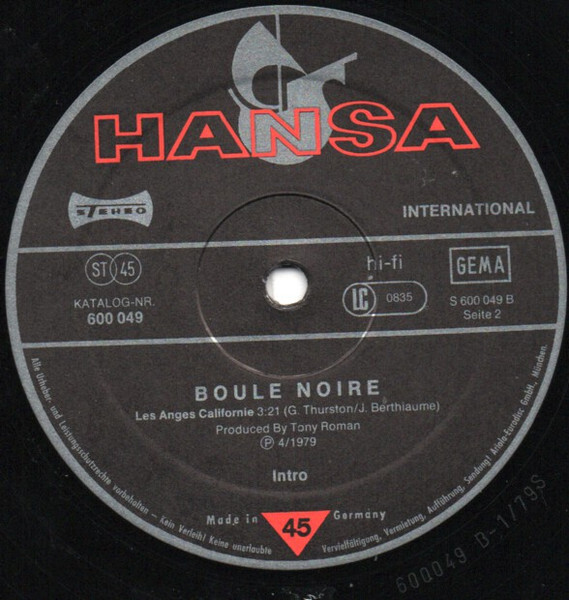 HANSA
STEREO
INTERNATIONAL
ST 45
hi-fi
GEMA
LC 0835
KATALOG-NR.
600 049
S 600 049 B
Seite 2
BOULE NOIRE
Les Anges Californie 3:21 (G. Thurston/J. Berthiaume)
Produced By Tony Roman
Ⓟ 4/1979
Intro
Made in 45 Germany
Alle Urheber- und Leistungsschutzrechte vorbehalten – Kein Verleih! Keine unerlaubte Vervielfältigung, Vermietung, Aufführung, Sendung! Ariola-Eurodisc GmbH, München.
600049 B-1/79S